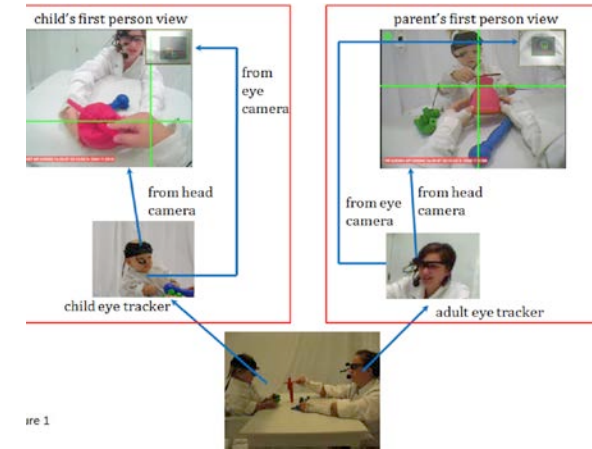 child's first person view
parent's first person view
from
eye
camera
from head
camera
from eye
camera
from head
camera
child eye tracker
adult eye tracker
ure 1